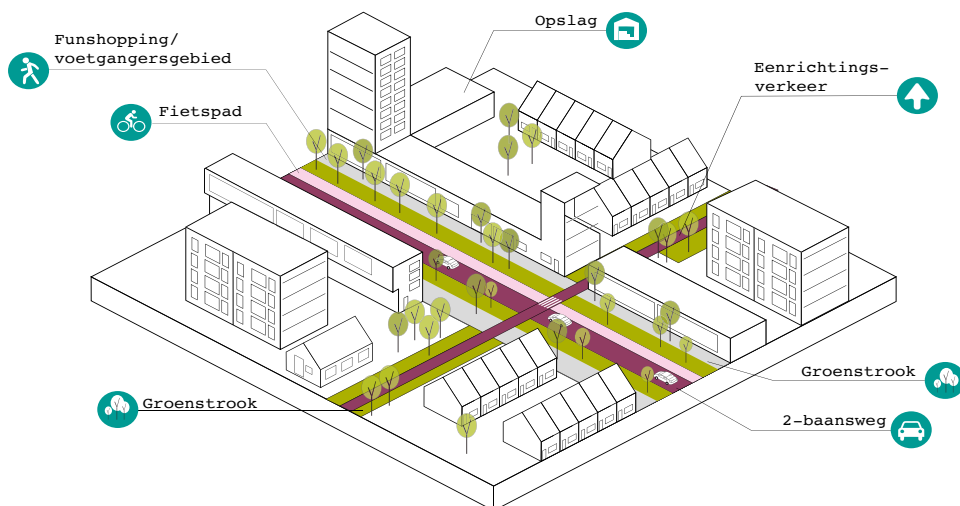 Opslag
Funshopping/
voetgangersgebied
Eenrichtings-
verkeer
Fietspad
Groenstrook
Groenstrook
2-baansweg